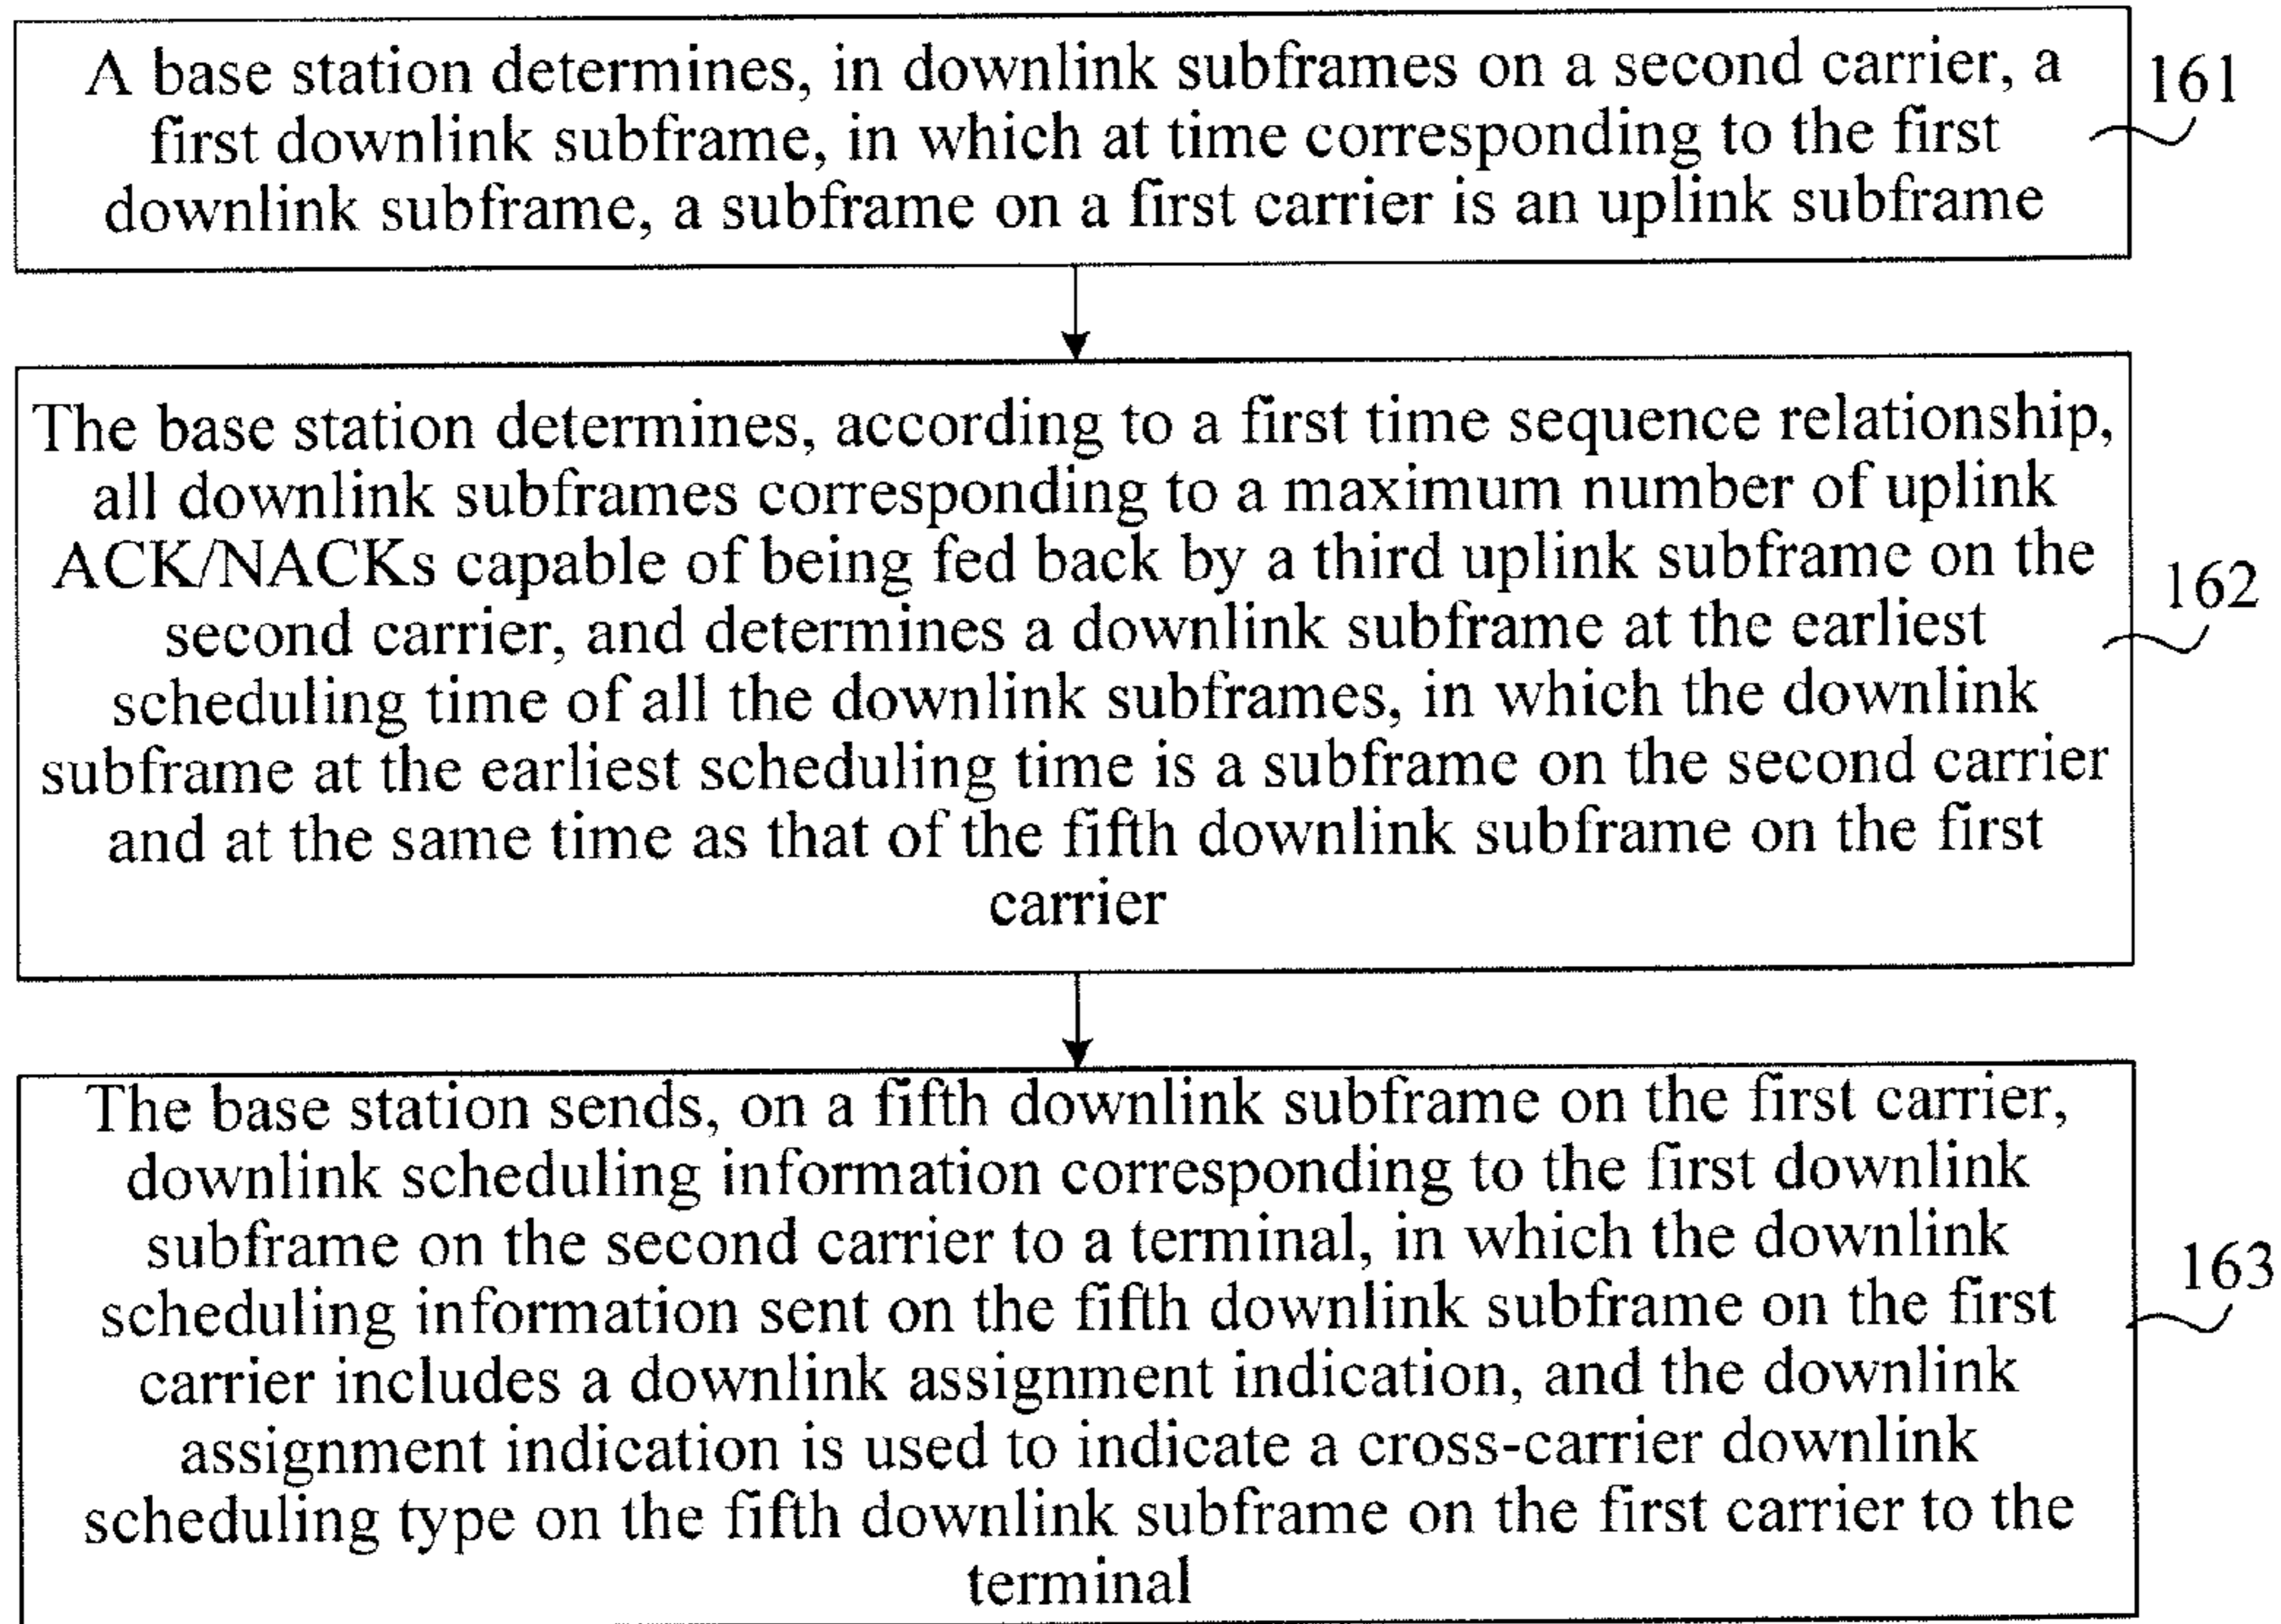 A base station determines, in downlink subframes on a second carrier, a
first downlink subframe, in which at time corresponding to the first
downlink subframe, a subframe on a first carrier is an uplink subframe
161
The base station determines, according to a first time sequence relationship,
all downlink subframes corresponding to a maximum number of uplink
ACK/NACKs capable of being fed back by a third uplink subframe on the
second carrier, and determines a downlink subframe at the earliest
scheduling time of all the downlink subframes, in which the downlink
subframe at the earliest scheduling time is a subframe on the second carrier
and at the same time as that of the fifth downlink subframe on the first
carrier
162
The base station sends, on a fifth downlink subframe on the first carrier,
downlink scheduling information corresponding to the first downlink
subframe on the second carrier to a terminal, in which the downlink
scheduling information sent on the fifth downlink subframe on the first
carrier includes a downlink assignment indication, and the downlink
assignment indication is used to indicate a cross-carrier downlink
scheduling type on the fifth downlink subframe on the first carrier to the
terminal
163